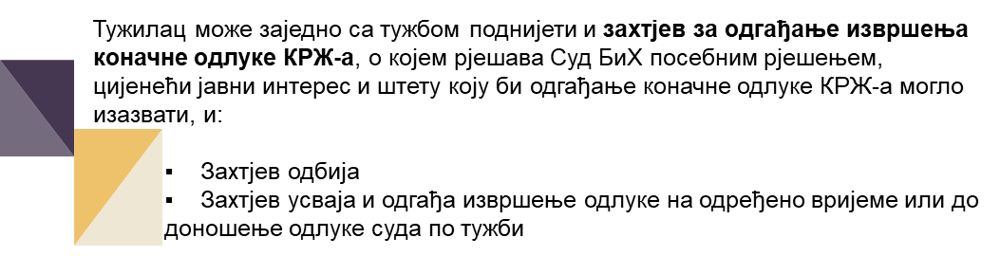 Тужилац може заједно са тужбом поднијети и захтјев за одгађање извршења
коначне одлуке КРЖ-а, о којем рјешава Суд БиХ посебним рјешењем,
цијенећи јавни интерес и штету коју би одгађање коначне одлуке КРЖ-а могло
изазвати, и:
▪ Захтјев одбија
▪ Захтјев усваја и одгађа извршење одлуке на одређено вријеме или до
доношење одлуке суда по тужби